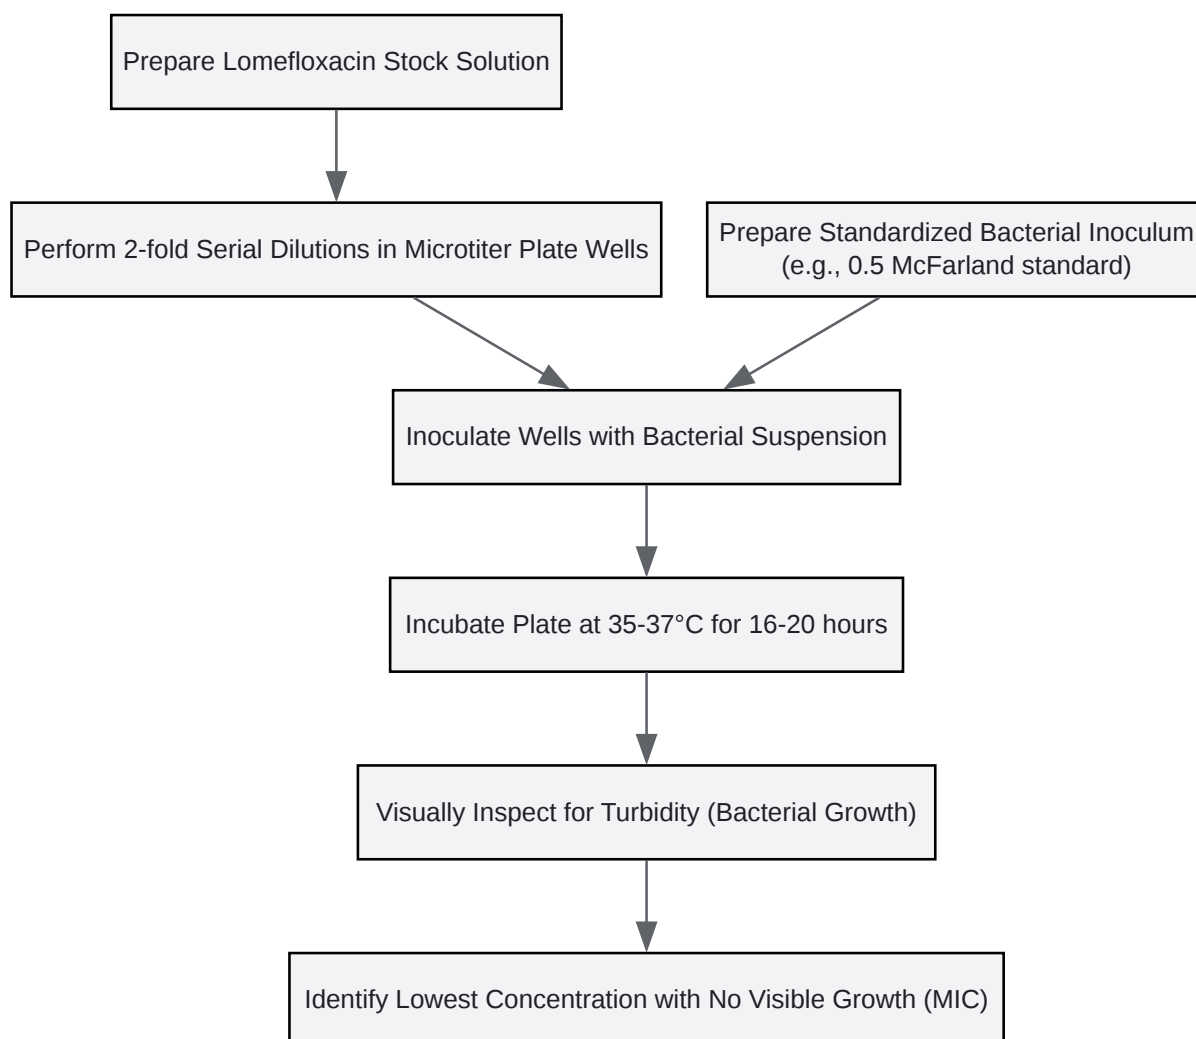 Prepare Lomefloxacin Stock Solution
Perform 2-fold Serial Dilutions in Microtiter Plate Wells
Prepare Standardized Bacterial Inoculum
(e.g., 0.5 McFarland standard)
Inoculate Wells with Bacterial Suspension
Incubate Plate at 35-37°C for 16-20 hours
Visually Inspect for Turbidity (Bacterial Growth)
Identify Lowest Concentration with No Visible Growth (MIC)